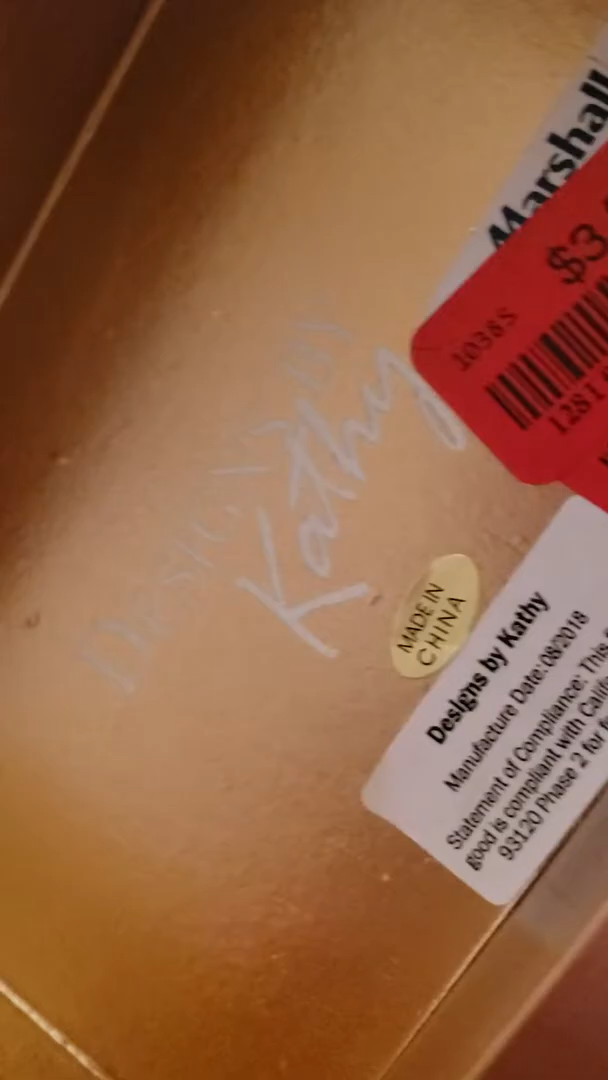 Marshall
$3.
1038S
1281
Designs by
Kathy
MADE IN
CHINA
Designs by Kathy
Manufacture Date: 08/2018
Statement of Compliance: This
good is compliant with Calif
93120 Phase 2 for f